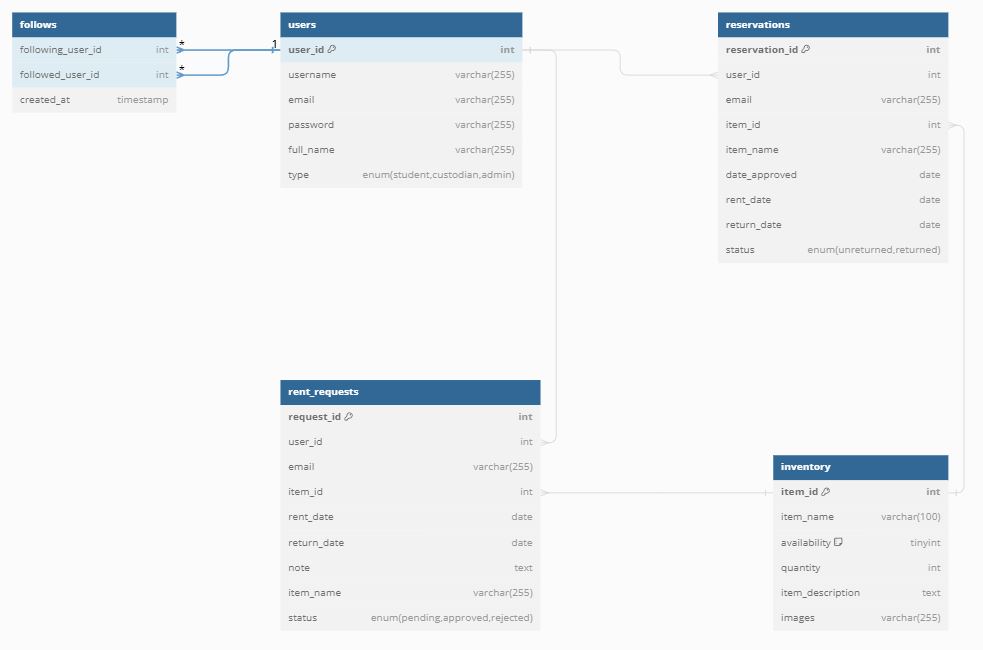 follows
following_user_id int *
followed_user_id int *
created_at timestamp
1
users
user_id int
username varchar(255)
email varchar(255)
password varchar(255)
full_name varchar(255)
type enum(student,custodian,admin)
reservations
reservation_id int
user_id int
email varchar(255)
item_id int
item_name varchar(255)
date_approved date
rent_date date
return_date date
status enum(unreturned,returned)
rent_requests
request_id int
user_id int
email varchar(255)
item_id int
rent_date date
return_date date
note text
item_name varchar(255)
status enum(pending,approved,rejected)
inventory
item_id int
item_name varchar(100)
availability tinyint
quantity int
item_description text
images varchar(255)